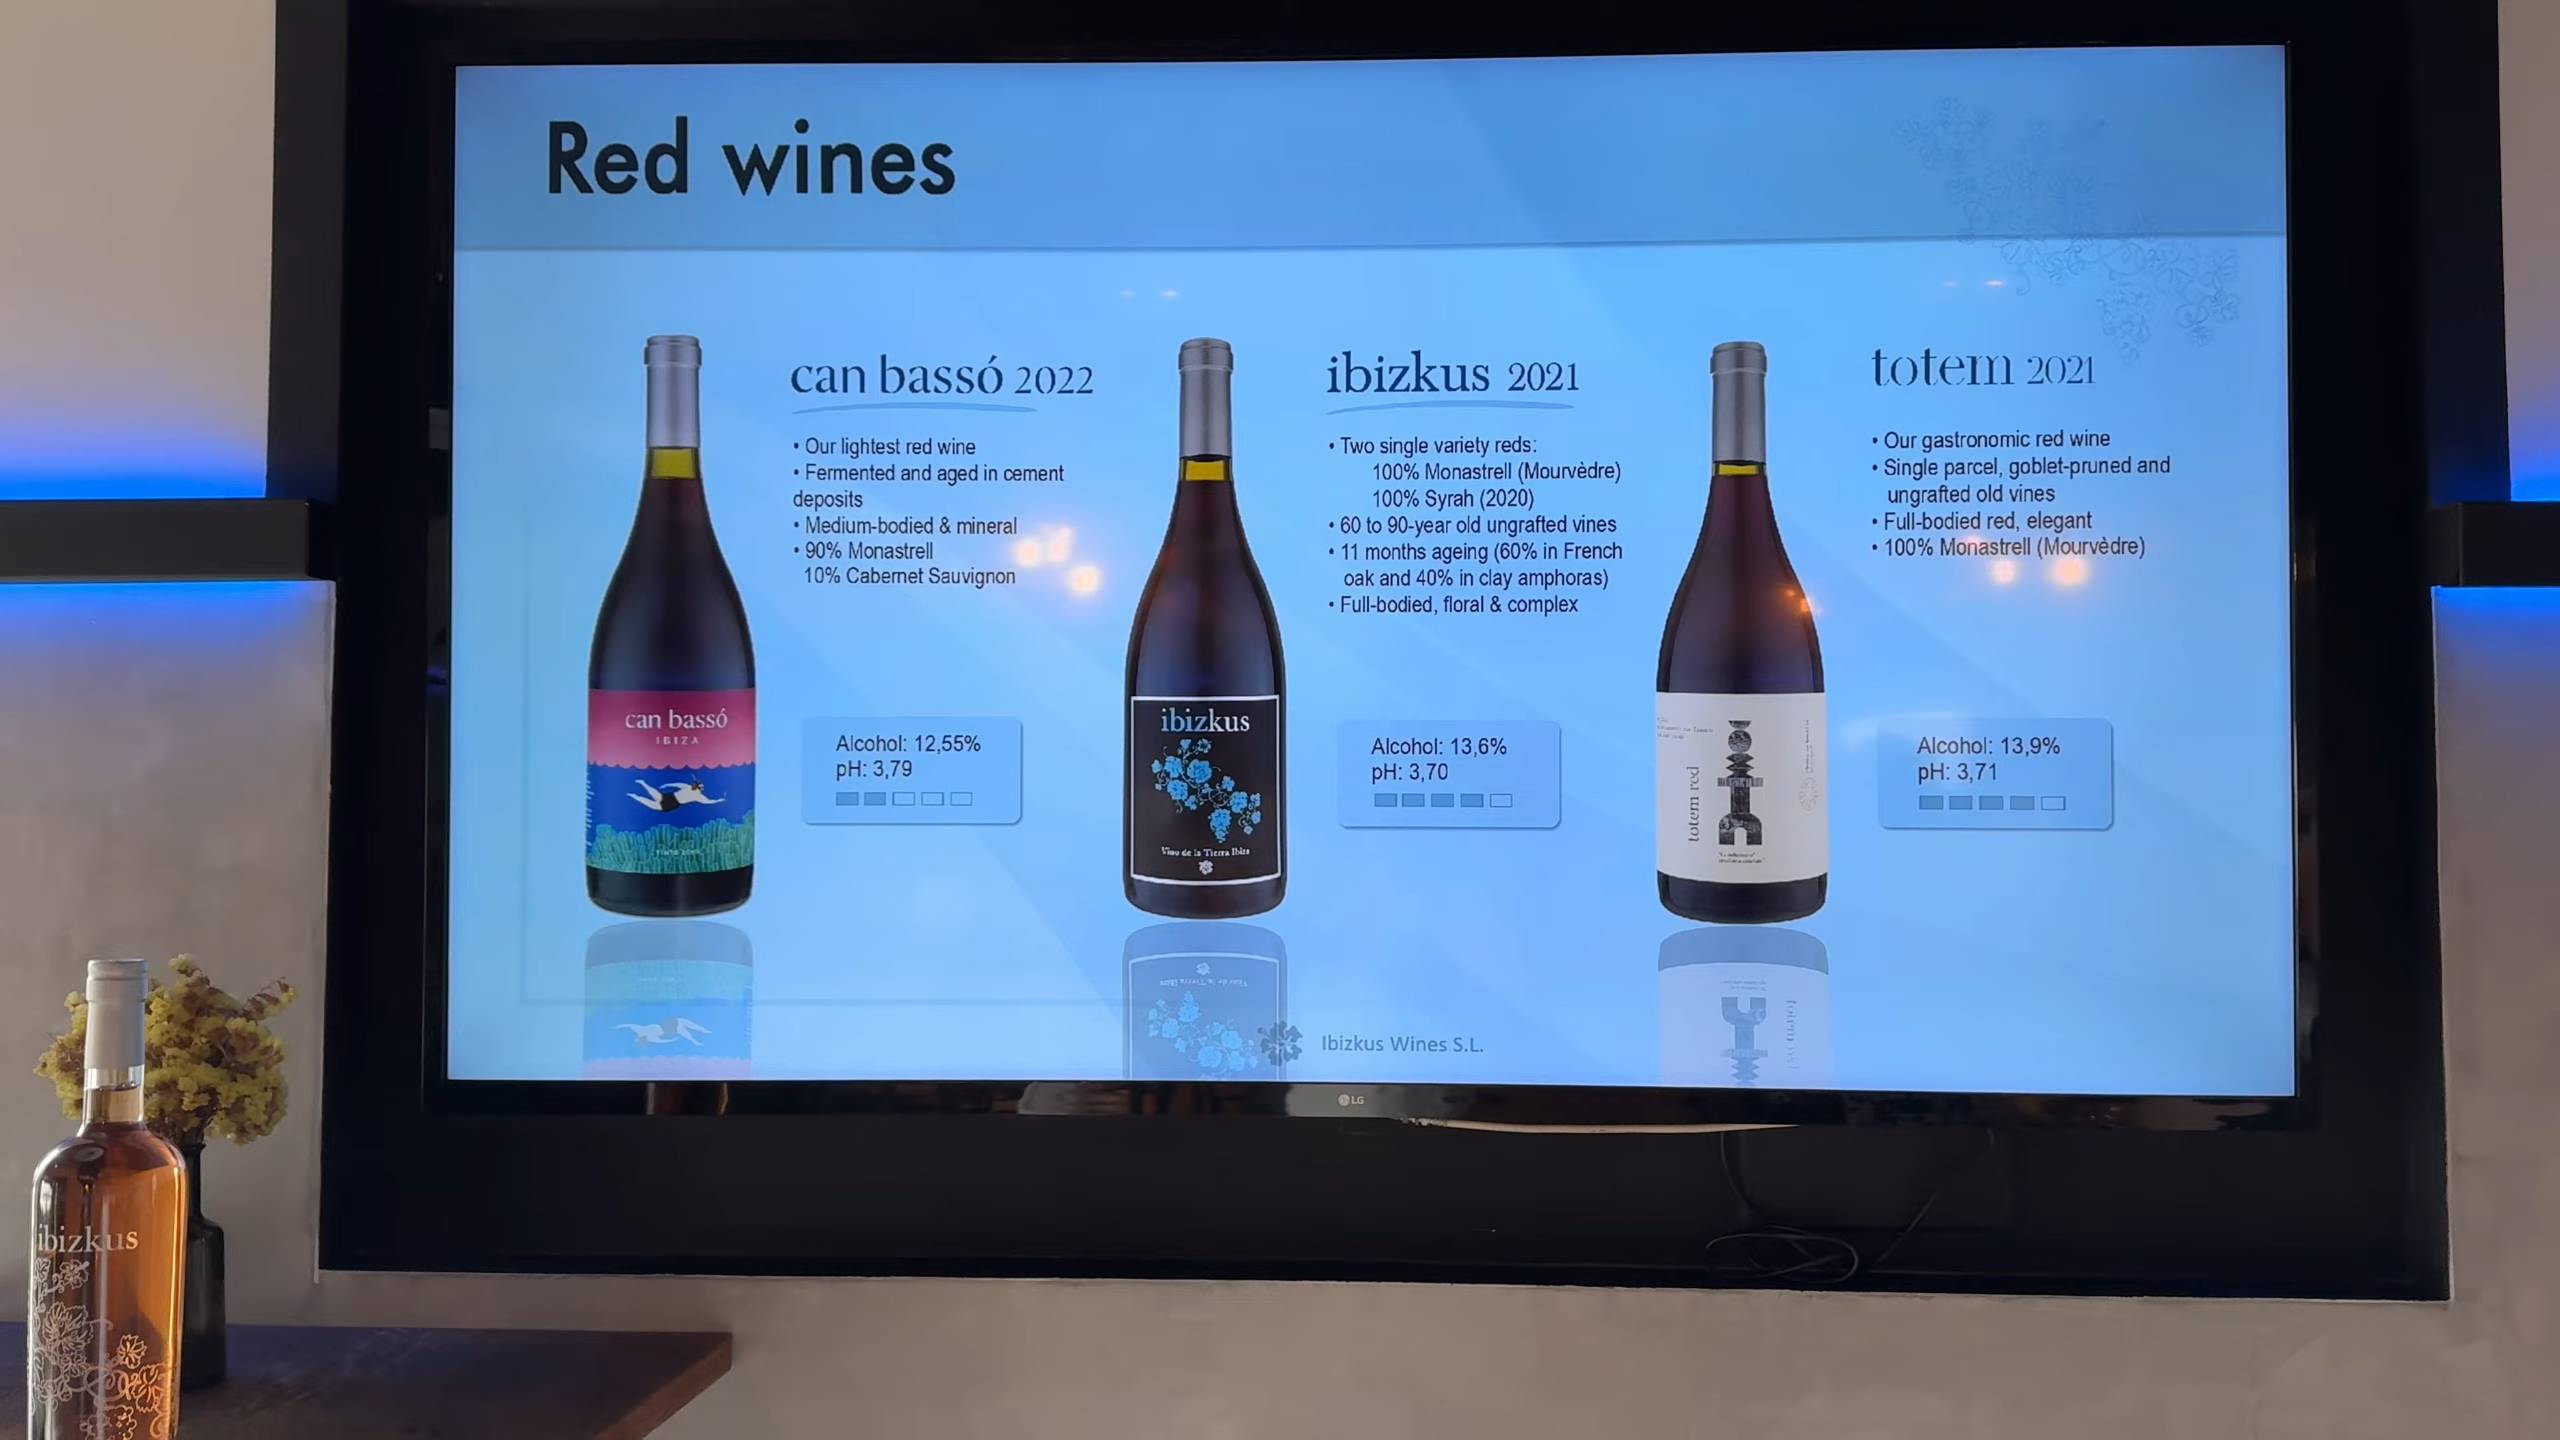 Red wines
can bassó 2022
• Our lightest red wine
• Fermented and aged in cement
deposits
• Medium-bodied & mineral
• 90% Monastrell
10% Cabernet Sauvignon
Alcohol: 12,55%
pH: 3,79
can bassó
IBIZA
ibizkus 2021
• Two single variety reds:
100% Monastrell (Mourvèdre)
100% Syrah (2020)
• 60 to 90-year old ungrafted vines
• 11 months ageing (60% in French
oak and 40% in clay amphoras)
• Full-bodied, floral & complex
Alcohol: 13,6%
pH: 3,70
ibizkus
Vino de la Tierra Ibiza
totem 2021
• Our gastronomic red wine
• Single parcel, goblet-pruned and
ungrafted old vines
• Full-bodied red, elegant
• 100% Monastrell (Mourvèdre)
Alcohol: 13,9%
pH: 3,71
totem red
Ibizkus Wines S.L.
LG
ibizkus